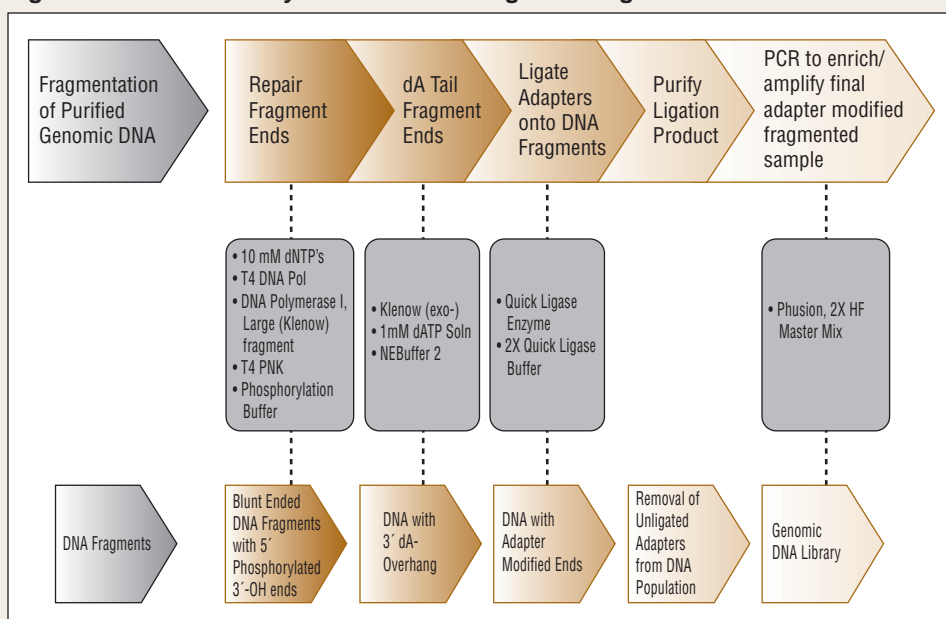 Fragmentation
of Purified
Genomic DNA
Repair
Fragment
Ends
dA Tail
Fragment
Ends
Ligate
Adapters
onto DNA
Fragments
Purify
Ligation
Product
PCR to enrich/
amplify final
adapter modified
fragmented
sample
• 10 mM dNTP's
• T4 DNA Pol
• DNA Polymerase I,
Large (Klenow)
fragment
• T4 PNK
• Phosphorylation
Buffer
• Klenow (exo-)
• 1mM dATP Soln
• NEBuffer 2
• Quick Ligase
Enzyme
• 2X Quick Ligase
Buffer
• Phusion, 2X HF
Master Mix
DNA Fragments
Blunt Ended
DNA Fragments
with 5´
Phosphorylated
3´-OH ends
DNA with
3´ dA-
Overhang
DNA with
Adapter
Modified Ends
Removal of
Unligated
Adapters
from DNA
Population
Genomic
DNA Library